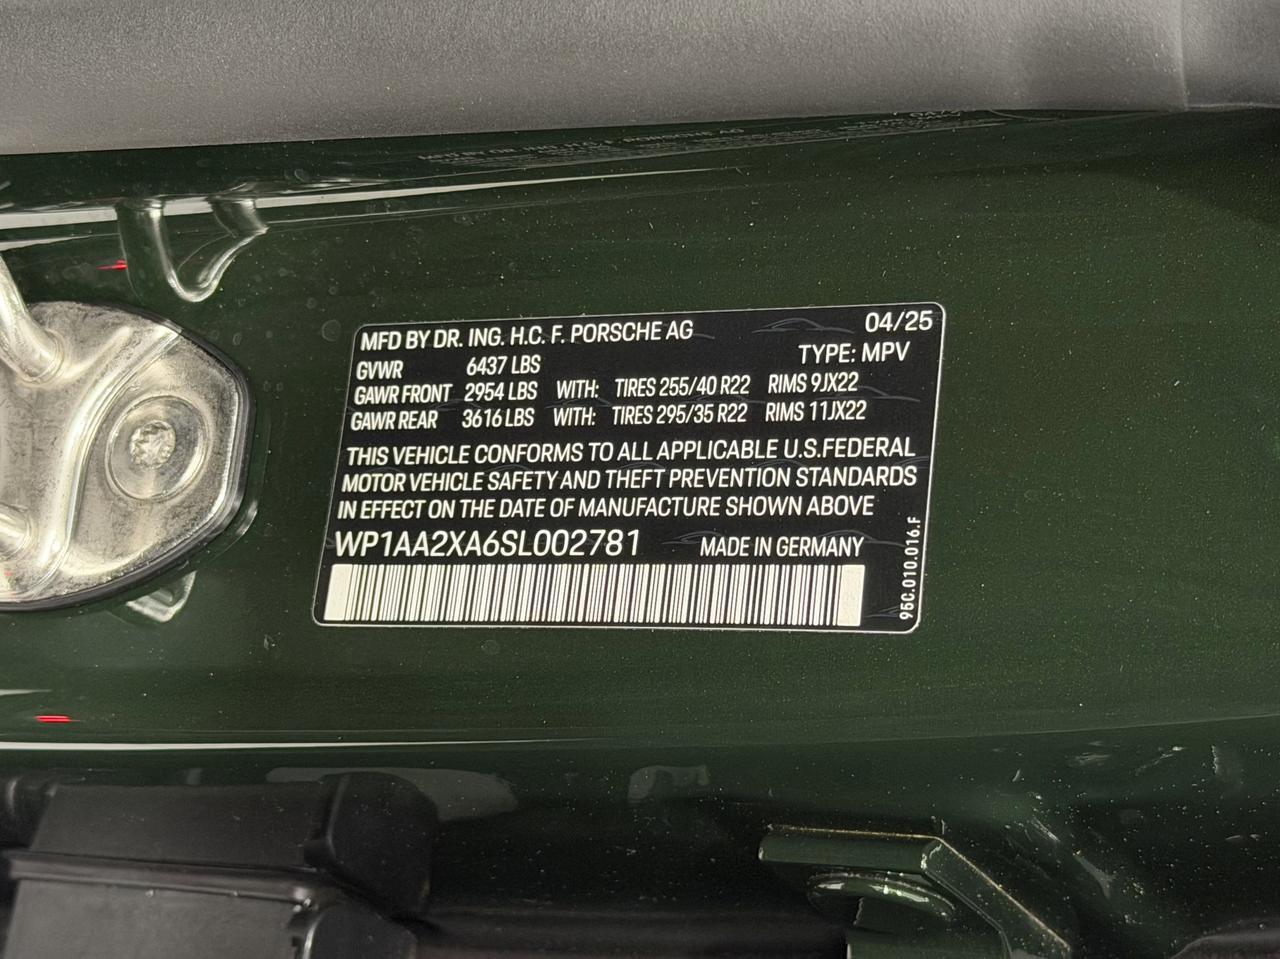 MFD BY DR. ING. H.C. F. PORSCHE AG 04/25
GVWR 6437 LBS TYPE: MPV
GAWR FRONT 2954 LBS WITH: TIRES 255/40 R22 RIMS 9JX22
GAWR REAR 3616 LBS WITH: TIRES 295/35 R22 RIMS 11JX22
THIS VEHICLE CONFORMS TO ALL APPLICABLE U.S.FEDERAL
MOTOR VEHICLE SAFETY AND THEFT PREVENTION STANDARDS
IN EFFECT ON THE DATE OF MANUFACTURE SHOWN ABOVE
WP1AA2XA6SL002781 MADE IN GERMANY
95C.010.016.F